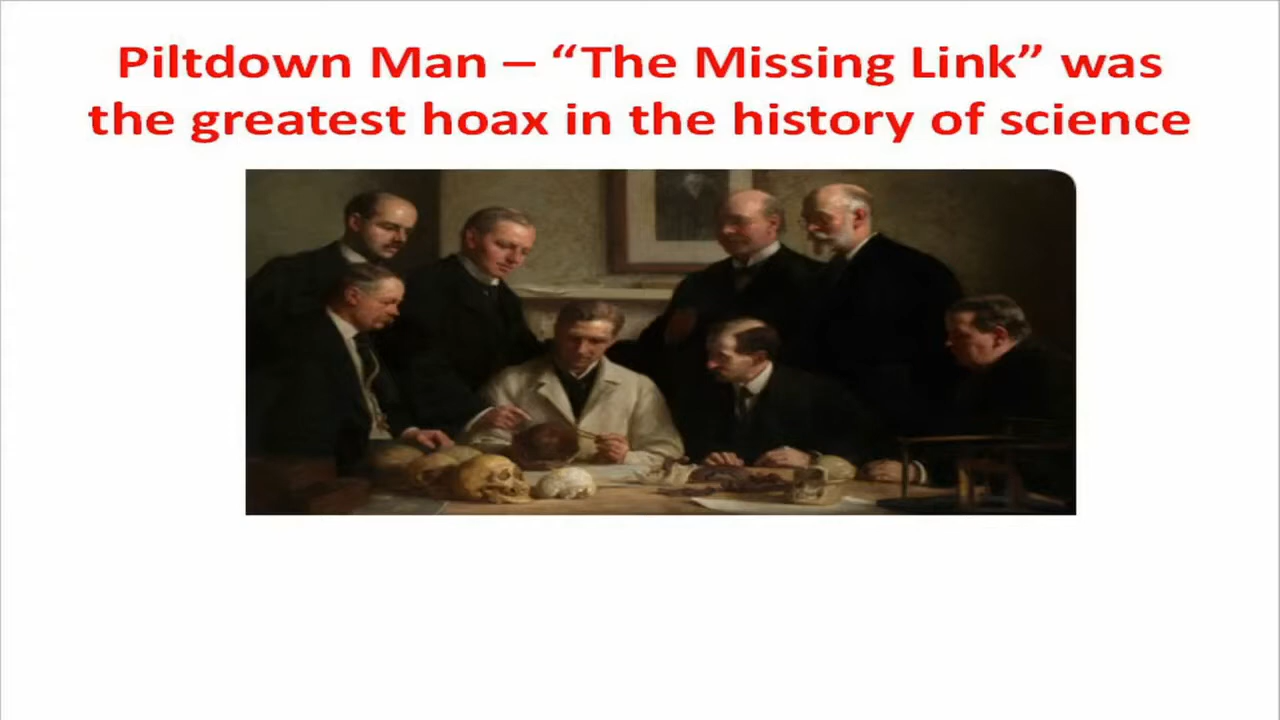 Piltdown Man – “The Missing Link” was
the greatest hoax in the history of science